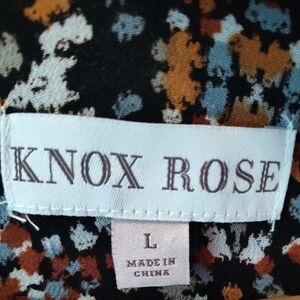 KNOX ROSE
L
MADE IN
CHINA